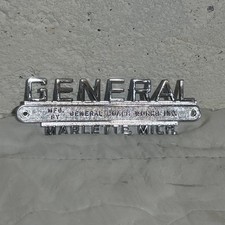 GENERAL
MFG. BY GENERAL COACH WORKS INC.
MARLETTE, MICH.